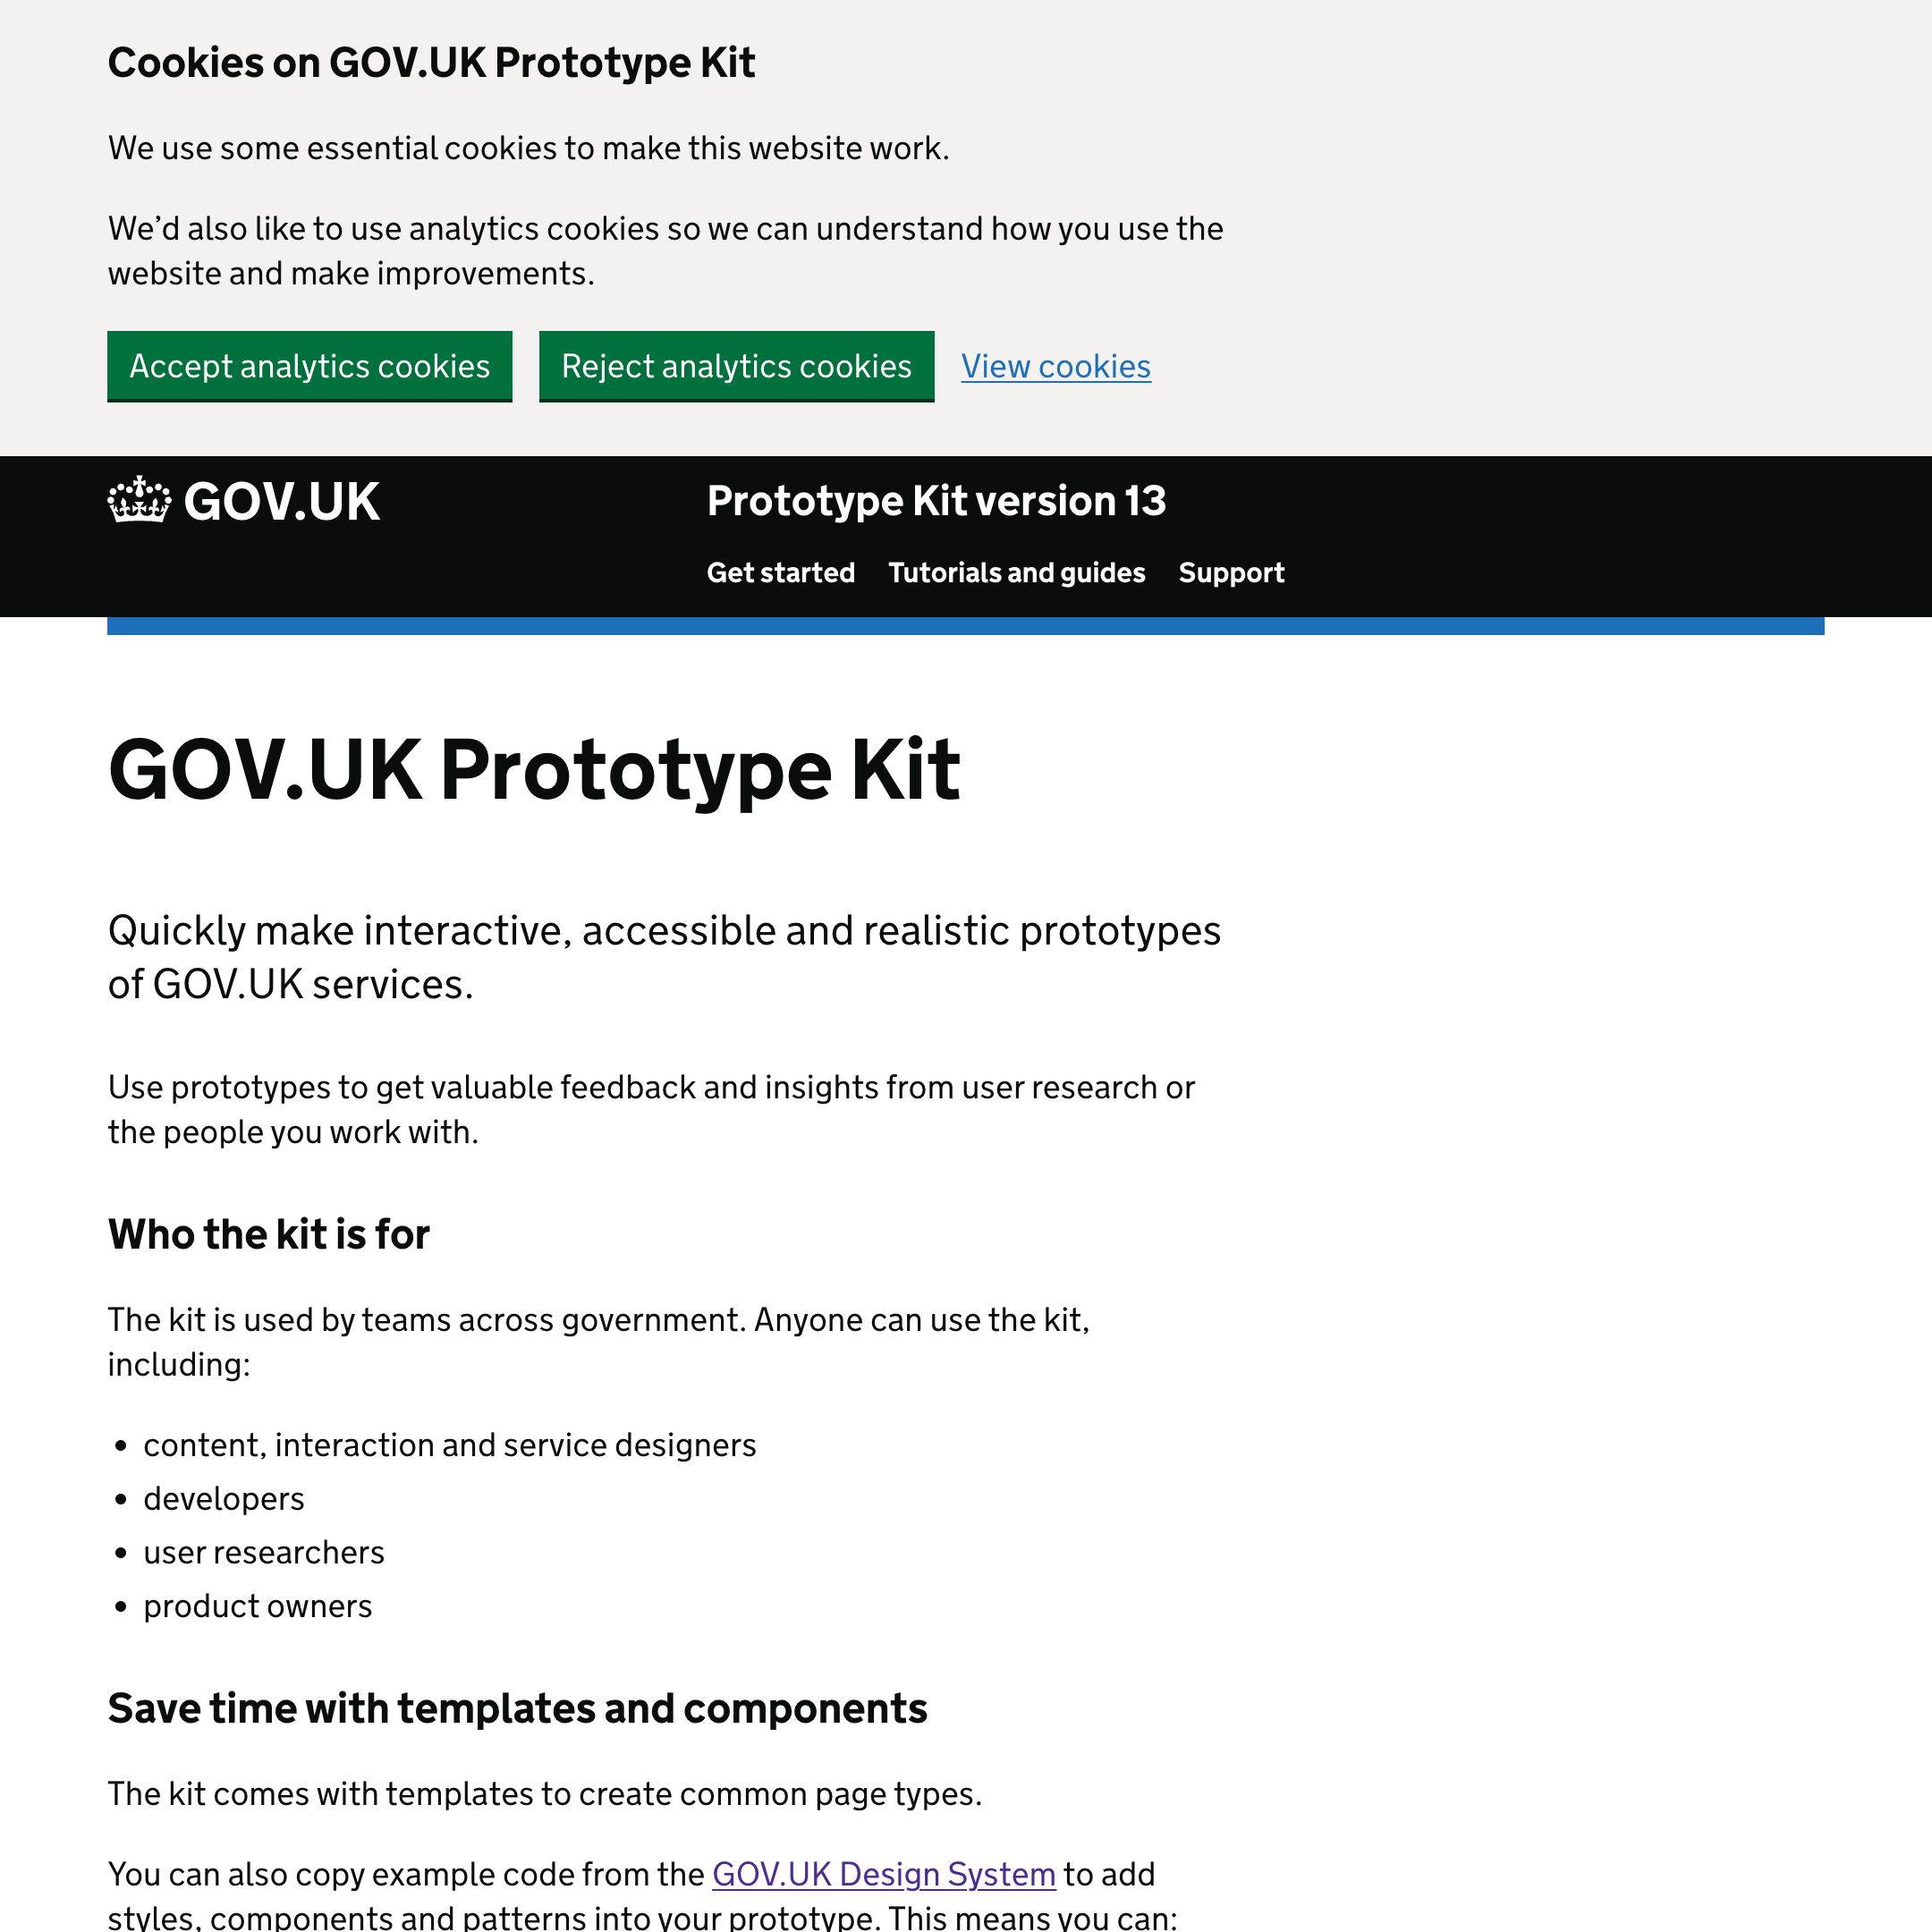 Cookies on GOV.UK Prototype Kit
We use some essential cookies to make this website work.
We’d also like to use analytics cookies so we can understand how you use the
website and make improvements.
Accept analytics cookies
Reject analytics cookies
View cookies
GOV.UK
Prototype Kit version 13
Get started
Tutorials and guides
Support
GOV.UK Prototype Kit
Quickly make interactive, accessible and realistic prototypes
of GOV.UK services.
Use prototypes to get valuable feedback and insights from user research or
the people you work with.
Who the kit is for
The kit is used by teams across government. Anyone can use the kit,
including:
• content, interaction and service designers
• developers
• user researchers
• product owners
Save time with templates and components
The kit comes with templates to create common page types.
You can also copy example code from the GOV.UK Design System to add
styles, components and patterns into your prototype. This means you can: